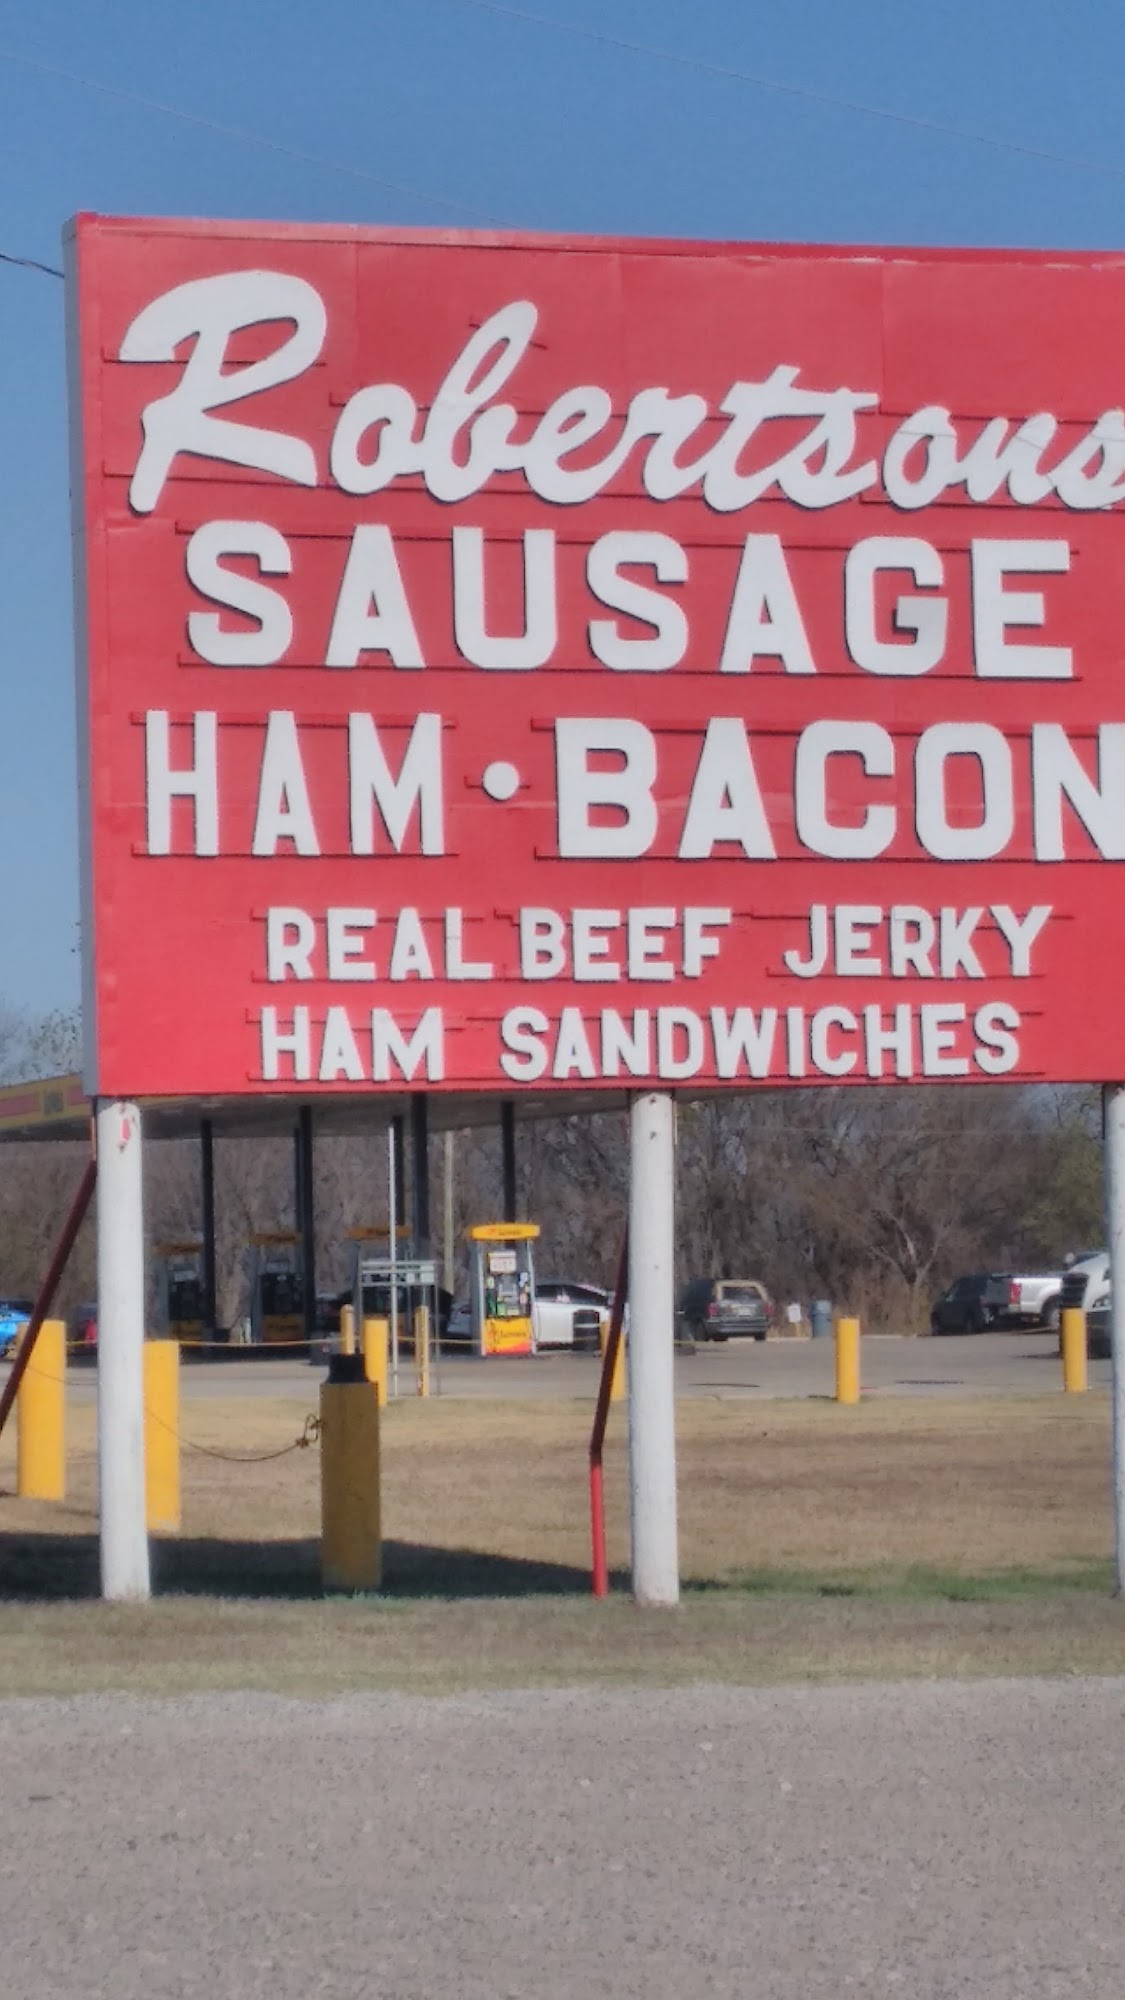 Robertsons
SAUSAGE
HAM • BACON
REAL BEEF JERKY
HAM SANDWICHES